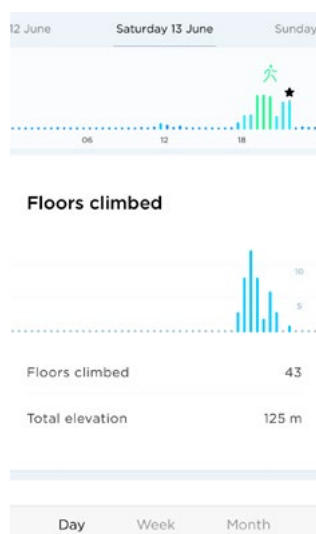 12 June Saturday 13 June Sunday
06 12 18
Floors climbed
10
5
Floors climbed 43
Total elevation 125 m
Day Week Month